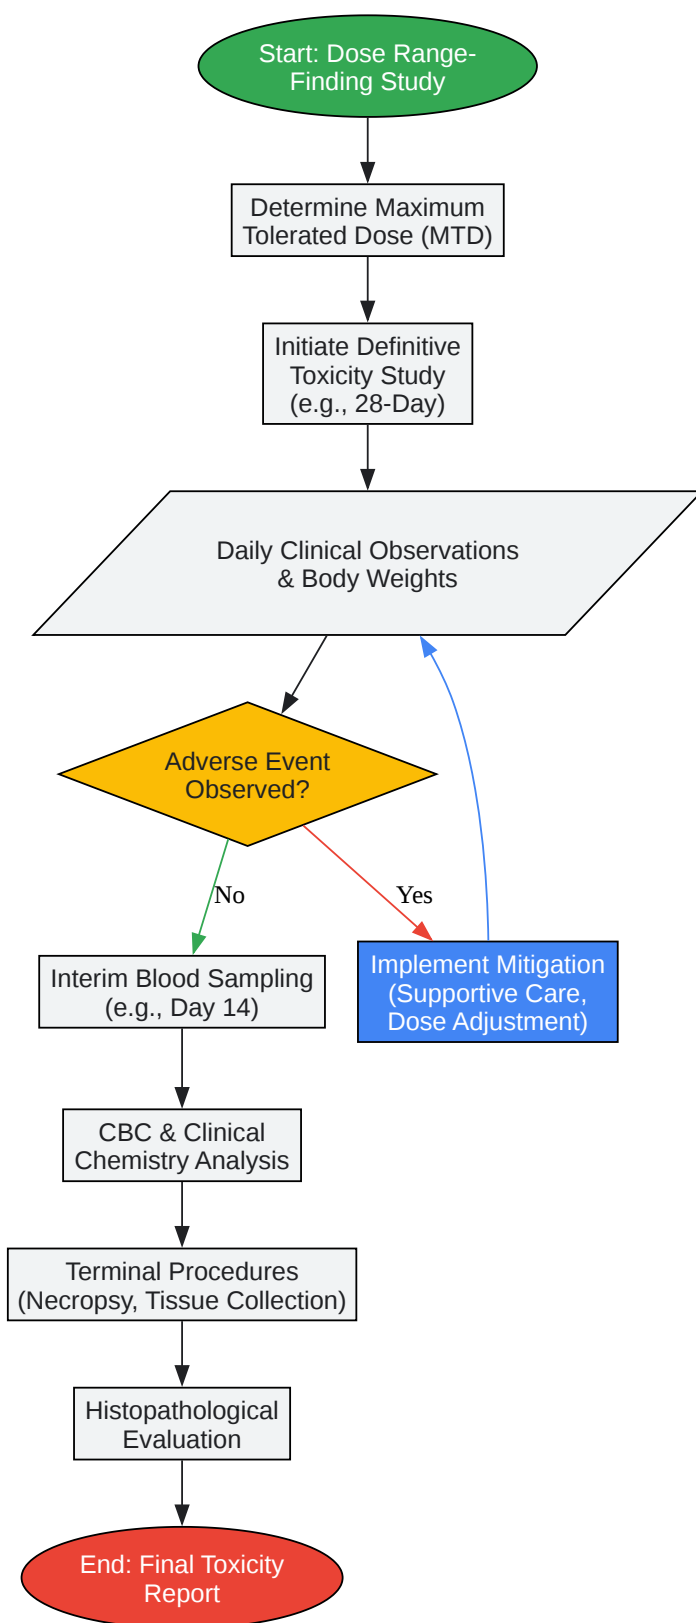 Start: Dose Range-
Finding Study
Determine Maximum
Tolerated Dose (MTD)
Initiate Definitive
Toxicity Study
(e.g., 28-Day)
Daily Clinical Observations
& Body Weights
Adverse Event
Observed?
No
Yes
Interim Blood Sampling
(e.g., Day 14)
Implement Mitigation
(Supportive Care,
Dose Adjustment)
CBC & Clinical
Chemistry Analysis
Terminal Procedures
(Necropsy, Tissue Collection)
Histopathological
Evaluation
End: Final Toxicity
Report